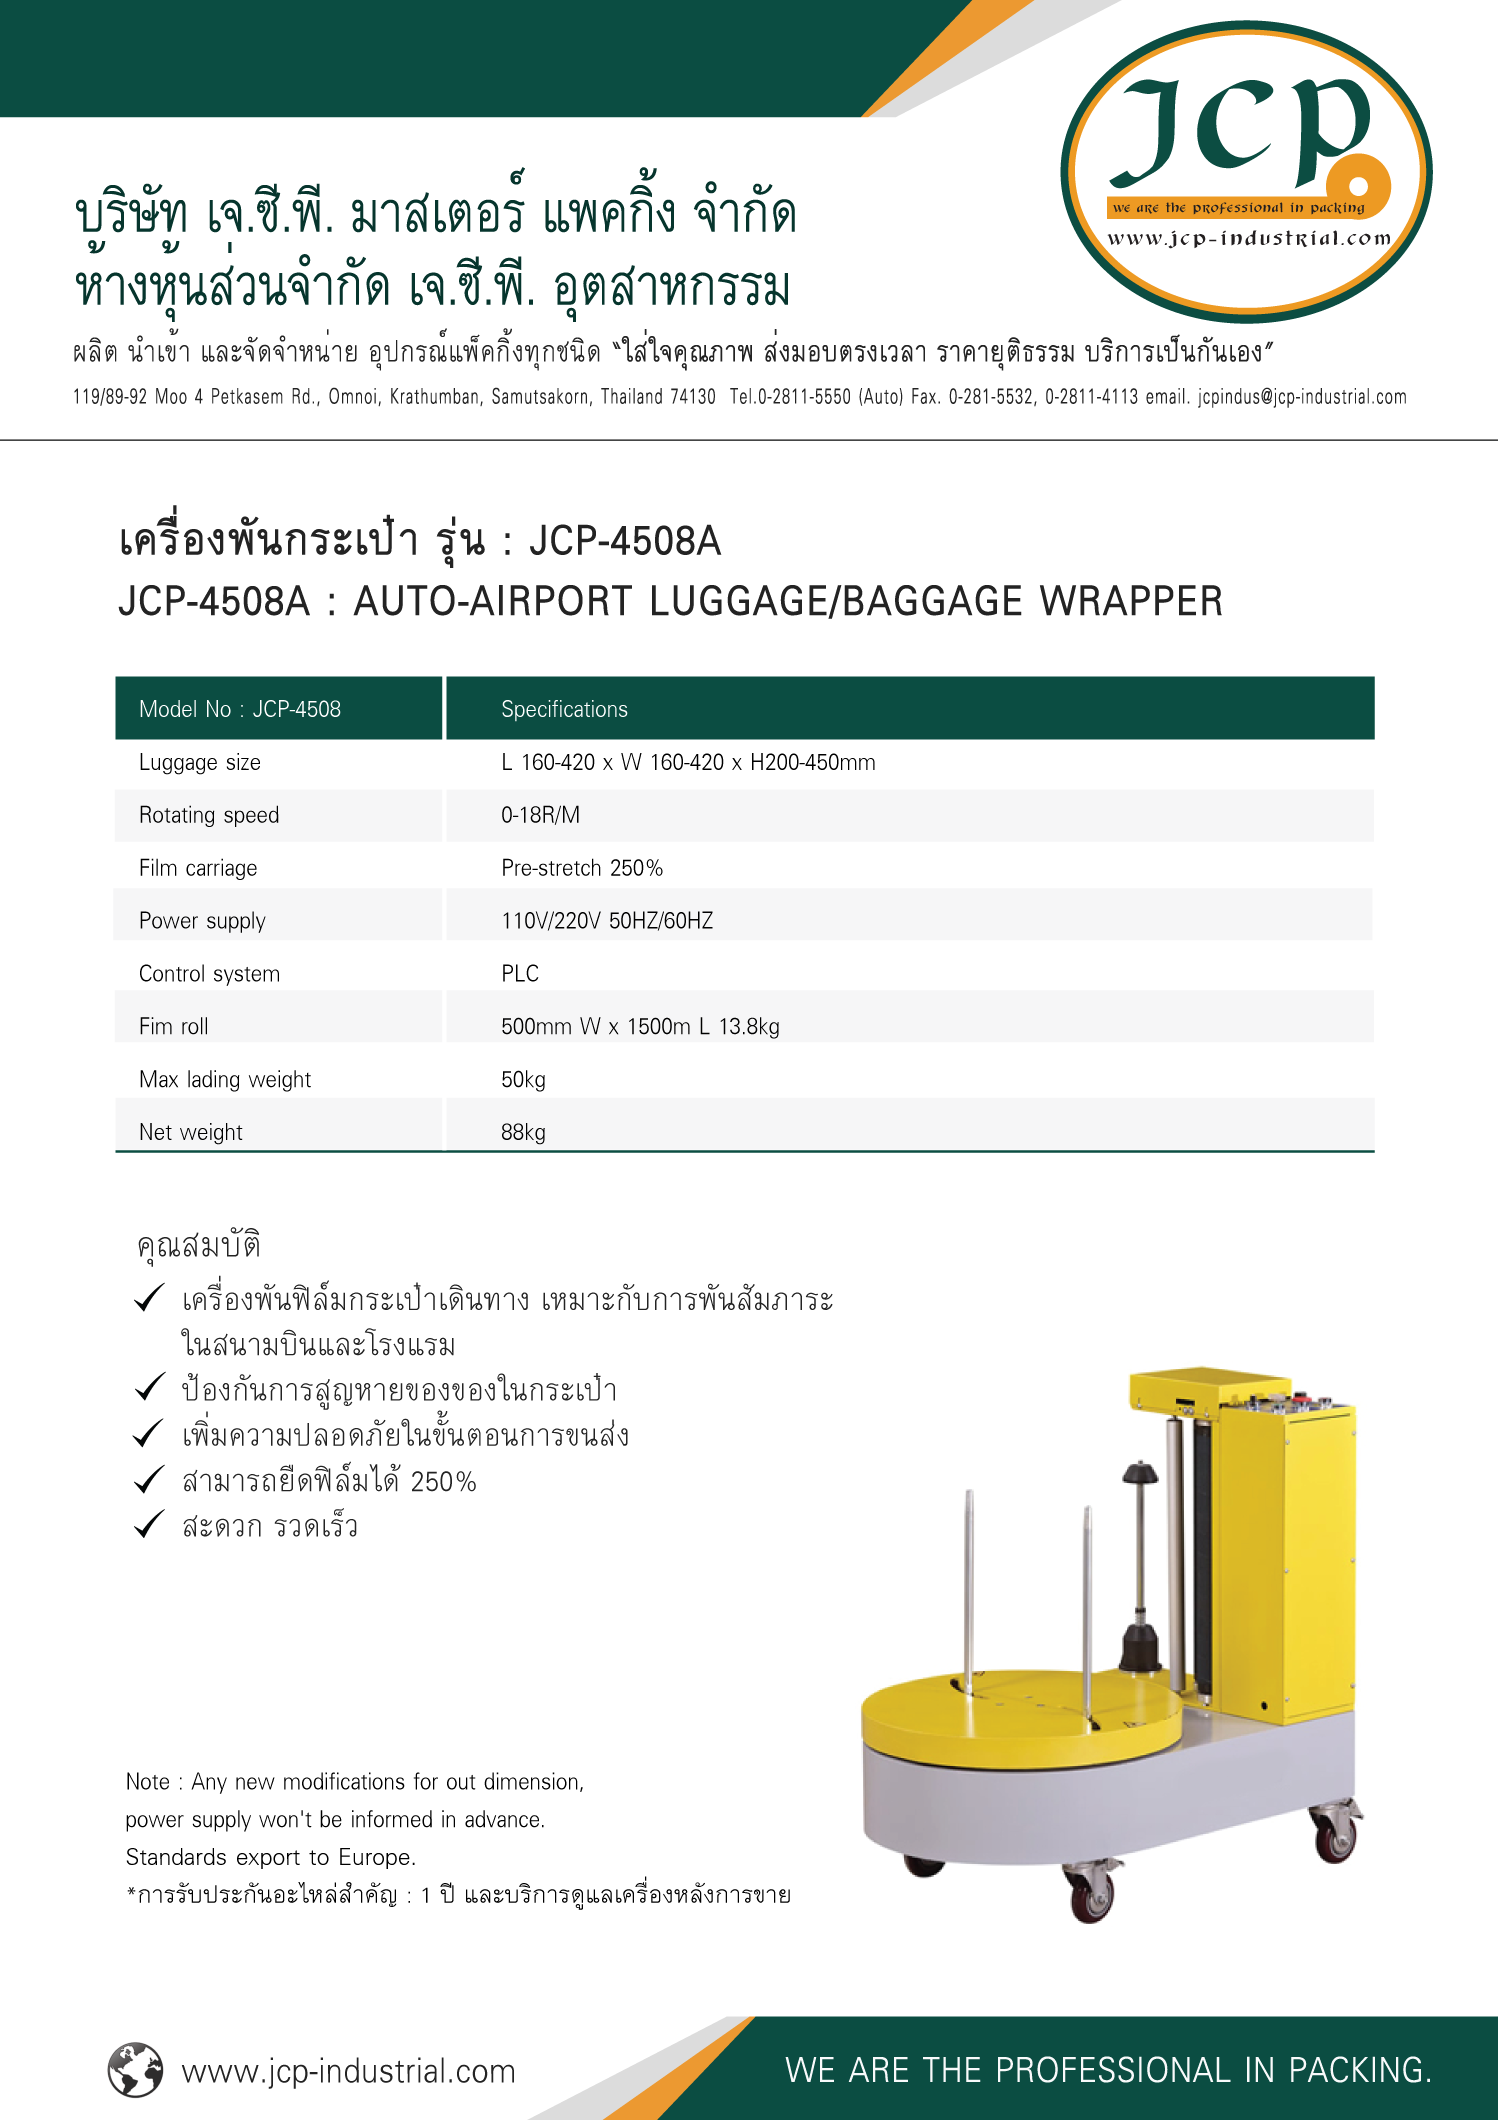 JCP
we are the professional in packing
www.jcp-industrial.com
บริษัท เจ.ซี.พี. มาสเตอร์ แพคกิ้ง จำกัด
ห้างหุ้นส่วนจำกัด เจ.ซี.พี. อุตสาหกรรม
ผลิต นำเข้า และจัดจำหน่าย อุปกรณ์แพ็คกิ้งทุกชนิด “ใส่ใจคุณภาพ ส่งมอบตรงเวลา ราคายุติธรรม บริการเป็นกันเอง”
119/89-92 Moo 4 Petkasem Rd., Omnoi, Krathumban, Samutsakorn, Thailand 74130 Tel.0-2811-5550 (Auto) Fax. 0-281-5532, 0-2811-4113 email. jcpindus@jcp-industrial.com
เครื่องพันกระเป๋า รุ่น : JCP-4508A
JCP-4508A : AUTO-AIRPORT LUGGAGE/BAGGAGE WRAPPER
Model No : JCP-4508 Specifications
Luggage size L 160-420 x W 160-420 x H200-450mm
Rotating speed 0-18R/M
Film carriage Pre-stretch 250%
Power supply 110V/220V 50HZ/60HZ
Control system PLC
Fim roll 500mm W x 1500m L 13.8kg
Max lading weight 50kg
Net weight 88kg
คุณสมบัติ
เครื่องพันฟิล์มกระเป๋าเดินทาง เหมาะกับการพันสัมภาระ
ในสนามบินและโรงแรม
ป้องกันการสูญหายของของในกระเป๋า
เพิ่มความปลอดภัยในขั้นตอนการขนส่ง
สามารถยืดฟิล์มได้ 250%
สะดวก รวดเร็ว
Note : Any new modifications for out dimension,
power supply won't be informed in advance.
Standards export to Europe.
*การรับประกันอะไหล่สำคัญ : 1 ปี และบริการดูแลเครื่องหลังการขาย
www.jcp-industrial.com
WE ARE THE PROFESSIONAL IN PACKING.